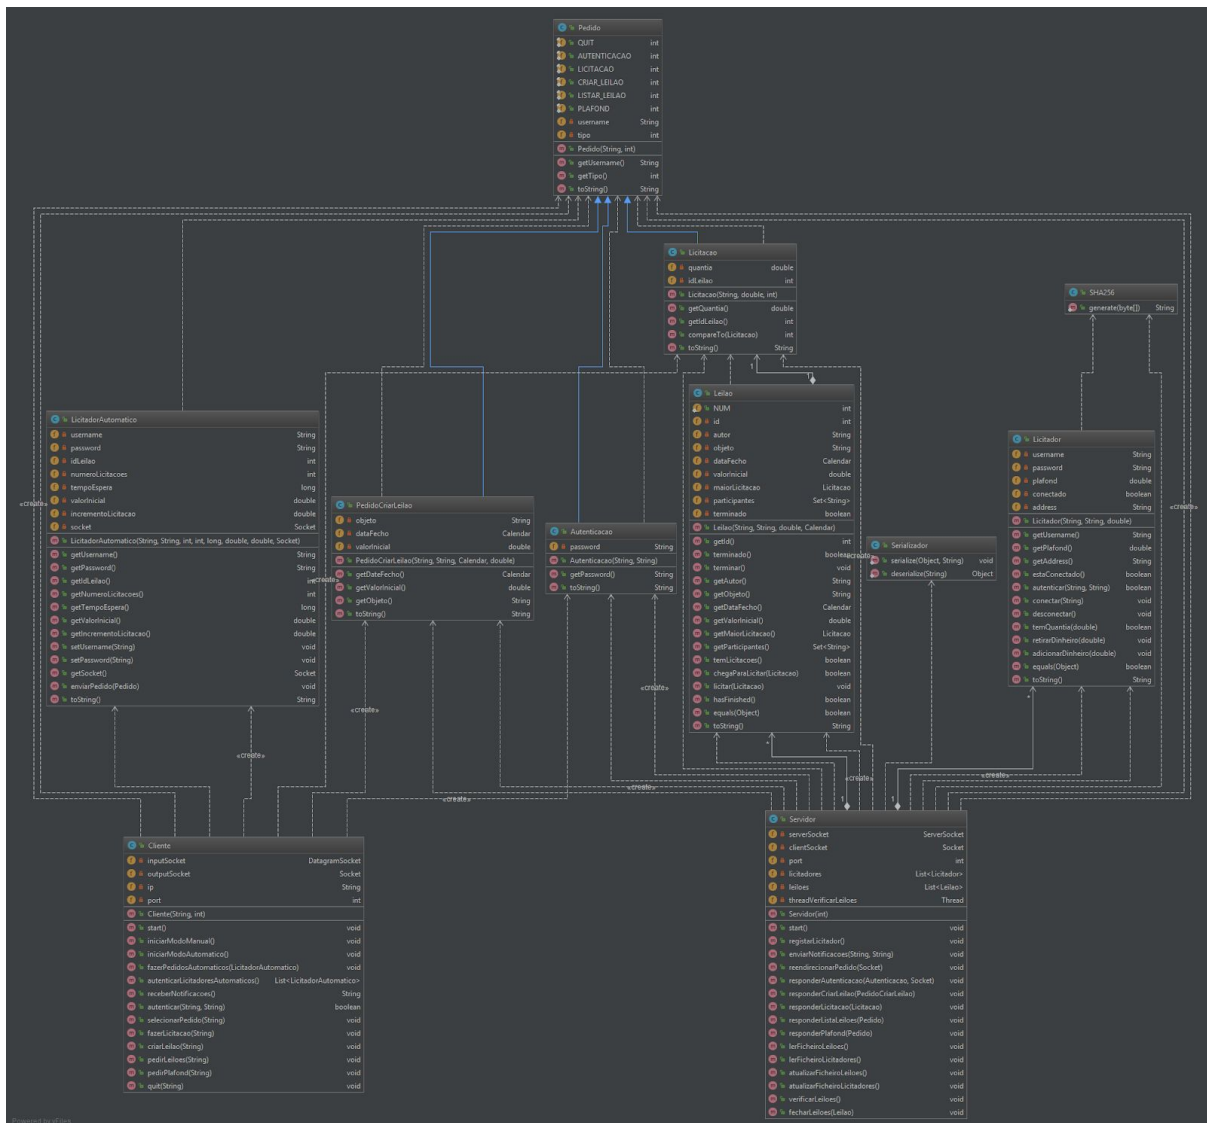 Pedido
QUIT int
AUTENTICACAO int
LICITACAO int
CRIAR_LEILAO int
LISTAR_LEILAO int
PLAFOND int
username String
tipo int
Pedido(String, int)
getUsername() String
getTipo() int
toString() String
Licitacao
quantia double
idLeilao int
Licitacao(String, double, int)
getQuantia() double
getIdLeilao() int
compareTo(Licitacao) int
toString() String
SHA256
generate(byte[]) String
1
1
LicitadorAutomatico
username String
password String
idLeilao int
numeroLicitacoes int
tempoEspera long
valorInicial double
incrementoLicitacao double
socket Socket
LicitadorAutomatico(String, String, int, int, long, double, double, Socket)
getUsername() String
getPassword() String
getIdLeilao() int
getNumeroLicitacoes() int
getTempoEspera() long
getValorInicial() double
getIncrementoLicitacao() double
setUsername(String) void
setPassword(String) void
getSocket() Socket
enviarPedido(Pedido) void
toString() String
«create»
PedidoCriarLeilao
objeto String
dataFecho Calendar
valorInicial double
PedidoCriarLeilao(String, String, Calendar, double)
getDateFecho() Calendar
getValorInicial() double
getObjeto() String
toString() String
«create»
Autenticacao
password String
Autenticacao(String, String)
getPassword() String
toString() String
Leilao
NUM int
id int
autor String
objeto String
dataFecho Calendar
valorInicial double
maiorLicitacao Licitacao
participantes Set<String>
terminado boolean
Leilao(String, String, double, Calendar)
getId() int
terminado() boolean
terminar() void
getAutor() String
getObjeto() String
getDataFecho() Calendar
getValorInicial() double
getMaiorLicitacao() Licitacao
getParticipantes() Set<String>
temLicitacoes() boolean
chegaParaLicitar(Licitacao) boolean
licitar(Licitacao) void
hasFinished() boolean
equals(Object) boolean
toString() String
«create»
Serializador
serialize(Object, String) void
deserialize(String) Object
Licitador
username String
password String
plafond double
conectado boolean
address String
Licitador(String, String, double)
getUsername() String
getPlafond() double
getAddress() String
estaConectado() boolean
autenticar(String, String) boolean
conectar(String) void
desconectar() void
temQuantia(double) boolean
retirarDinheiro(double) void
adicionarDinheiro(double) void
equals(Object) boolean
toString() String
«create»
«create»
«create»
«create»
«create»
«create»
«create»
«create»
*
*
1
1
Cliente
inputSocket DatagramSocket
outputSocket Socket
ip String
port int
Cliente(String, int)
start() void
iniciarModoManual() void
iniciarModoAutomatico() void
fazerPedidosAutomaticos(LicitadorAutomatico) void
autenticarLicitadoresAutomaticos() List<LicitadorAutomatico>
receberNotificacoes() String
autenticar(String, String) boolean
selecionarPedido(String) void
fazerLicitacao(String) void
criarLeilao(String) void
pedirLeiloes(String) void
pedirPlafond(String) void
quit(String) void
Servidor
serverSocket ServerSocket
clientSocket Socket
port int
licitadores List<Licitador>
leiloes List<Leilao>
threadVerificarLeiloes Thread
Servidor(int)
start() void
registarLicitador() void
enviarNotificacoes(String, String) void
reendirecionarPedido(Socket) void
responderAutenticacao(Autenticacao, Socket) void
responderCriarLeilao(PedidoCriarLeilao) void
responderLicitacao(Licitacao) void
responderListaLeiloes(Pedido) void
responderPlafond(Pedido) void
lerFicheiroLeiloes() void
lerFicheiroLicitadores() void
atualizarFicheiroLeiloes() void
atualizarFicheiroLicitadores() void
verificarLeiloes() void
fecharLeiloes(Leilao) void
Powered by yFiles